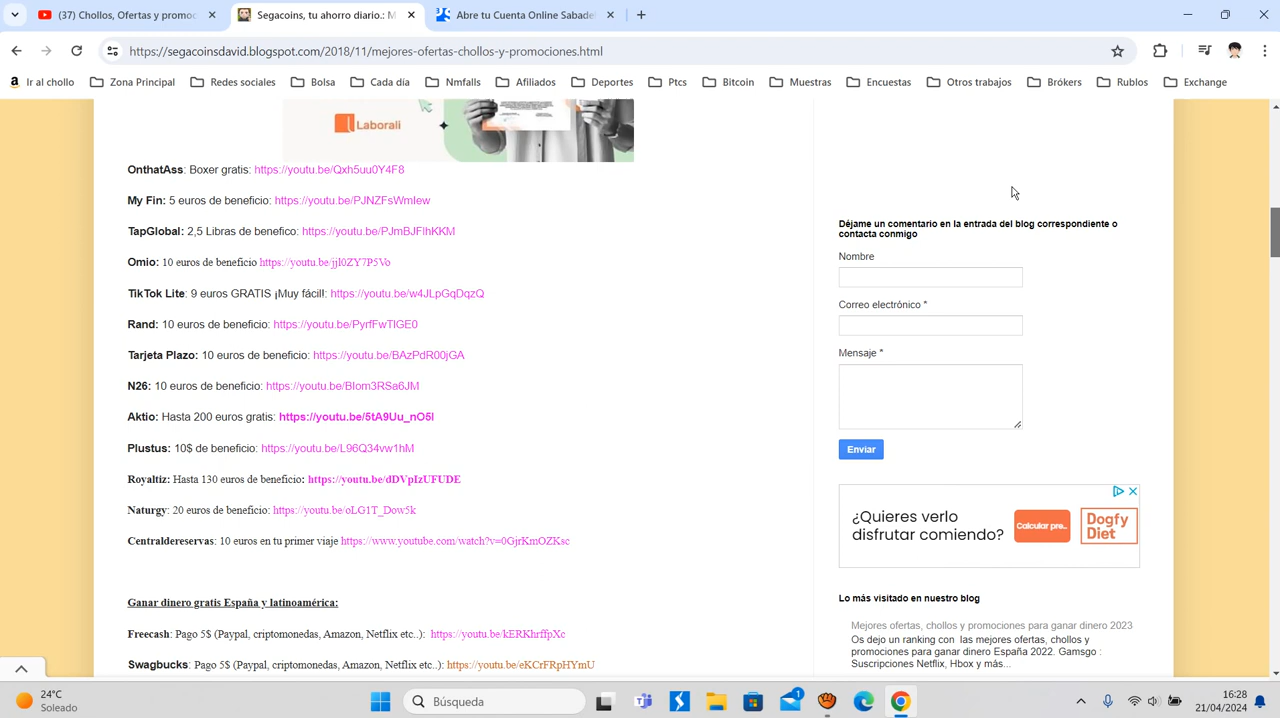 (37) Chollos, Ofertas y promoc
Segacoins, tu ahorro diario.: M
Abre tu Cuenta Online Sabade
https://segacoinsdavid.blogspot.com/2018/11/mejores-ofertas-chollos-y-promociones.html
Ir al chollo
Zona Principal
Redes sociales
Bolsa
Cada día
Nmfalls
Afiliados
Deportes
Ptcs
Bitcoin
Muestras
Encuestas
Otros trabajos
Brókers
Rublos
Exchange
Laborali
OnthatAss: Boxer gratis: https://youtu.be/Qxh5uu0Y4F8
My Fin: 5 euros de beneficio: https://youtu.be/PJNZFsWmIew
TapGlobal: 2,5 Libras de benefico: https://youtu.be/PJmBJFlhKKM
Omio: 10 euros de beneficio https://youtu.be/jjI0ZY7P5Vo
TikTok Lite: 9 euros GRATIS ¡Muy fácil!: https://youtu.be/w4JLpGqDqzQ
Rand: 10 euros de beneficio: https://youtu.be/PyrfFwTlGE0
Tarjeta Plazo: 10 euros de beneficio: https://youtu.be/BAzPdR00jGA
N26: 10 euros de beneficio: https://youtu.be/BIom3RSa6JM
Aktio: Hasta 200 euros gratis: https://youtu.be/5tA9Uu_nO5I
Plustus: 10$ de beneficio: https://youtu.be/L96Q34vw1hM
Royaltiz: Hasta 130 euros de beneficio: https://youtu.be/dDVpIzUFUDE
Naturgy: 20 euros de beneficio: https://youtu.be/oLG1T_Dow5k
Centraldereservas: 10 euros en tu primer viaje https://www.youtube.com/watch?v=0GjrKmOZKsc
Ganar dinero gratis España y latinoamérica:
Freecash: Pago 5$ (Paypal, criptomonedas, Amazon, Netflix etc..): https://youtu.be/kERKhrffpXc
Swagbucks: Pago 5$ (Paypal, criptomonedas, Amazon, Netflix etc..): https://youtu.be/eKCrFRpHYmU
Déjame un comentario en la entrada del blog correspondiente o
contacta conmigo
Nombre
Correo electrónico *
Mensaje *
Enviar
¿Quieres verlo
disfrutar comiendo?
Calcular pre...
Dogfy
Diet
Lo más visitado en nuestro blog
Mejores ofertas, chollos y promociones para ganar dinero 2023
Os dejo un ranking con las mejores ofertas, chollos y
promociones para ganar dinero España 2022. Gamsgo :
Suscripciones Netflix, Hbox y más...
24°C
Soleado
Búsqueda
1
16:28
21/04/2024